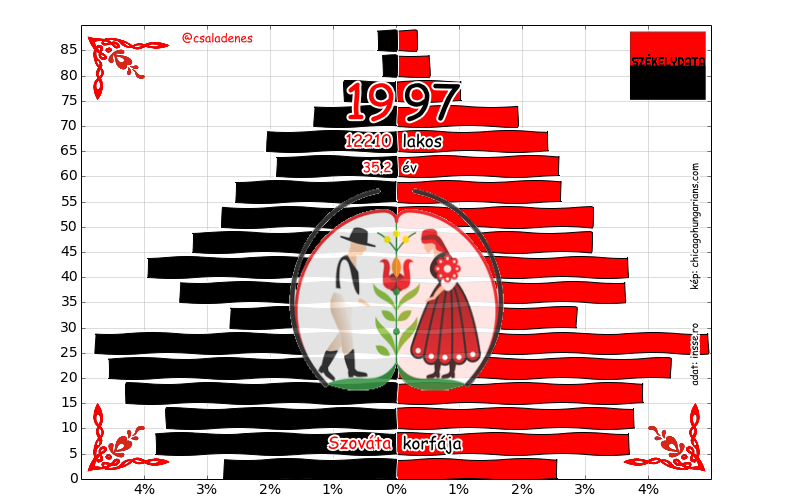 @csaladenes
SZÉKELYDATA
1997
12210 lakos
35.2 év
kép: chicagohungarians.com
adat: insse.ro
Szováta korfája
85
80
75
70
65
60
55
50
45
40
35
30
25
20
15
10
5
0
4% 3% 2% 1% 0% 1% 2% 3% 4%